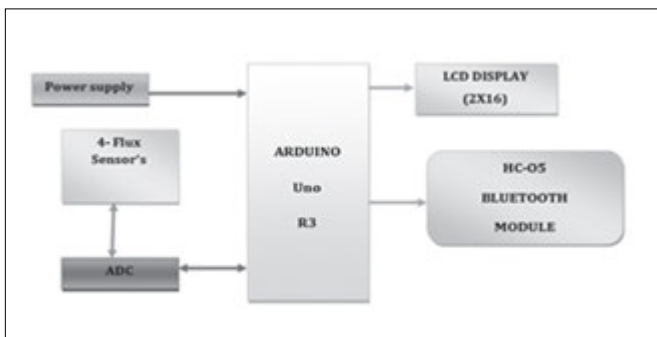 Power supply
4- Flux
Sensor's
ADC
ARDUINO
Uno
R3
LCD DISPLAY
(2X16)
HC-05
BLUETOOTH
MODULE